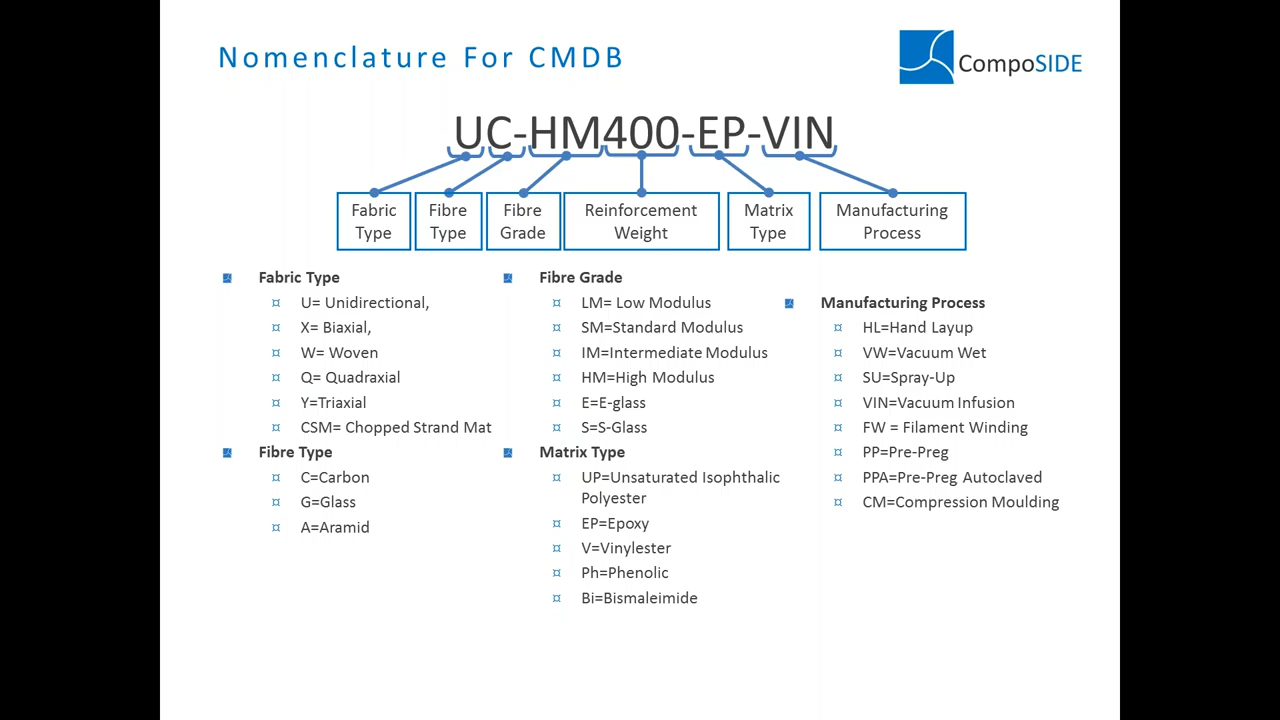 Nomenclature For CMDB
CompoSIDE
UC-HM400-EP-VIN
Fabric
Type
Fibre
Type
Fibre
Grade
Reinforcement
Weight
Matrix
Type
Manufacturing
Process
Fabric Type
U= Unidirectional,
X= Biaxial,
W= Woven
Q= Quadraxial
Y=Triaxial
CSM= Chopped Strand Mat
Fibre Type
C=Carbon
G=Glass
A=Aramid
Fibre Grade
LM= Low Modulus
SM=Standard Modulus
IM=Intermediate Modulus
HM=High Modulus
E=E-glass
S=S-Glass
Matrix Type
UP=Unsaturated Isophthalic
Polyester
EP=Epoxy
V=Vinylester
Ph=Phenolic
Bi=Bismaleimide
Manufacturing Process
HL=Hand Layup
VW=Vacuum Wet
SU=Spray-Up
VIN=Vacuum Infusion
FW = Filament Winding
PP=Pre-Preg
PPA=Pre-Preg Autoclaved
CM=Compression Moulding